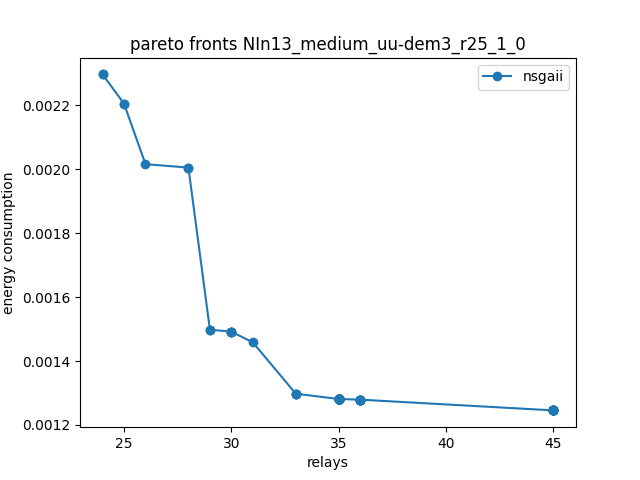 pareto fronts NIn13_medium_uu-dem3_r25_1_0
nsgaii
energy consumption
0.0022
0.0020
0.0018
0.0016
0.0014
0.0012
25 30 35 40 45
relays